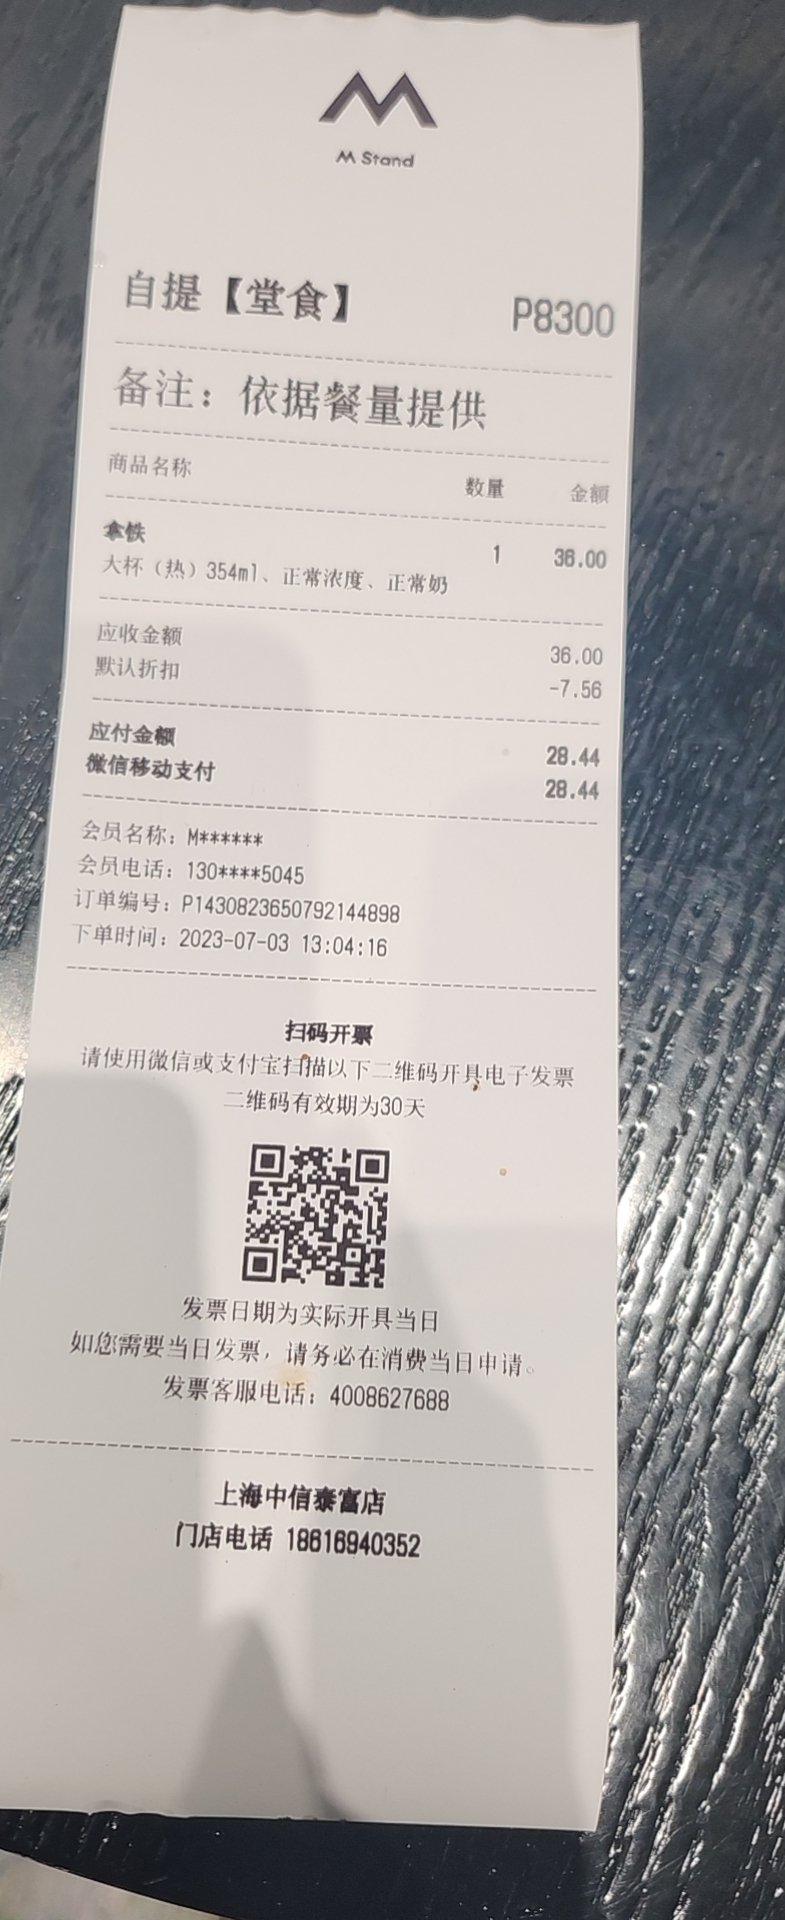 M Stand
自提【堂食】 P8300
备注：依据餐量提供
商品名称 数量 金额
拿铁 1 36.00
大杯（热）354ml、正常浓度、正常奶
应收金额 36.00
默认折扣 -7.56
应付金额 28.44
微信移动支付 28.44
会员名称：M******
会员电话：130****5045
订单编号：P1430823650792144898
下单时间：2023-07-03 13:04:16
扫码开票
请使用微信或支付宝扫描以下二维码开具电子发票
二维码有效期为30天
发票日期为实际开具当日
如您需要当日发票，请务必在消费当日申请。
发票客服电话：4008627688
上海中信泰富店
门店电话 18616940352